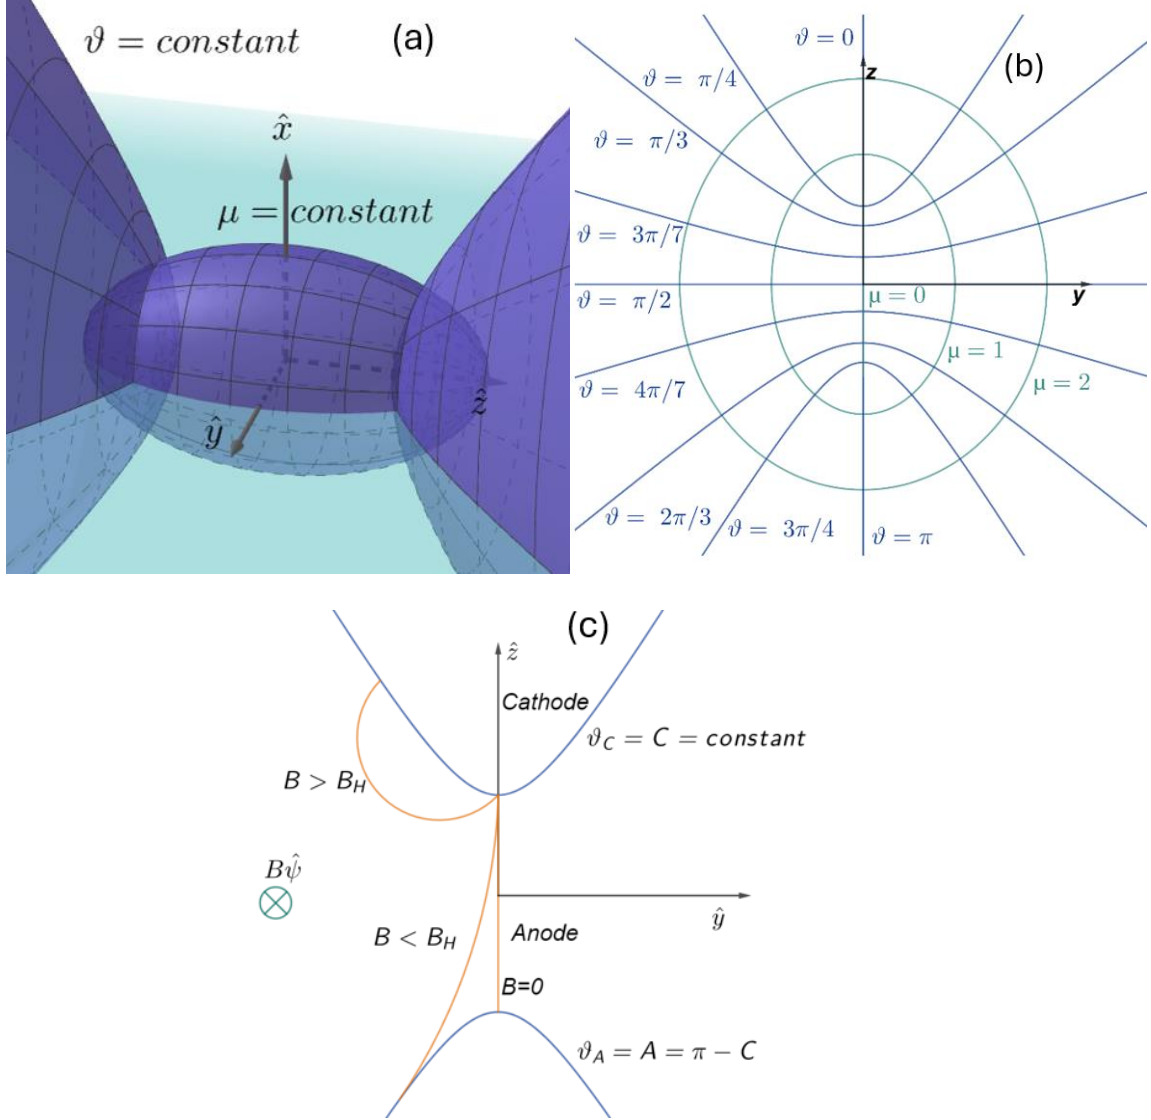 ϑ = constant
(a)
x̂
μ = constant
ŷ
ẑ
(b)
ϑ = 0
z
ϑ = π/4
ϑ = π/3
ϑ = 3π/7
ϑ = π/2
μ = 0
y
μ = 1
ϑ = 4π/7
μ = 2
ϑ = 2π/3
ϑ = 3π/4
ϑ = π
(c)
ẑ
Cathode
ϑ_C = C = constant
B > B_H
Bψ̂
ŷ
B < B_H
Anode
B=0
ϑ_A = A = π − C